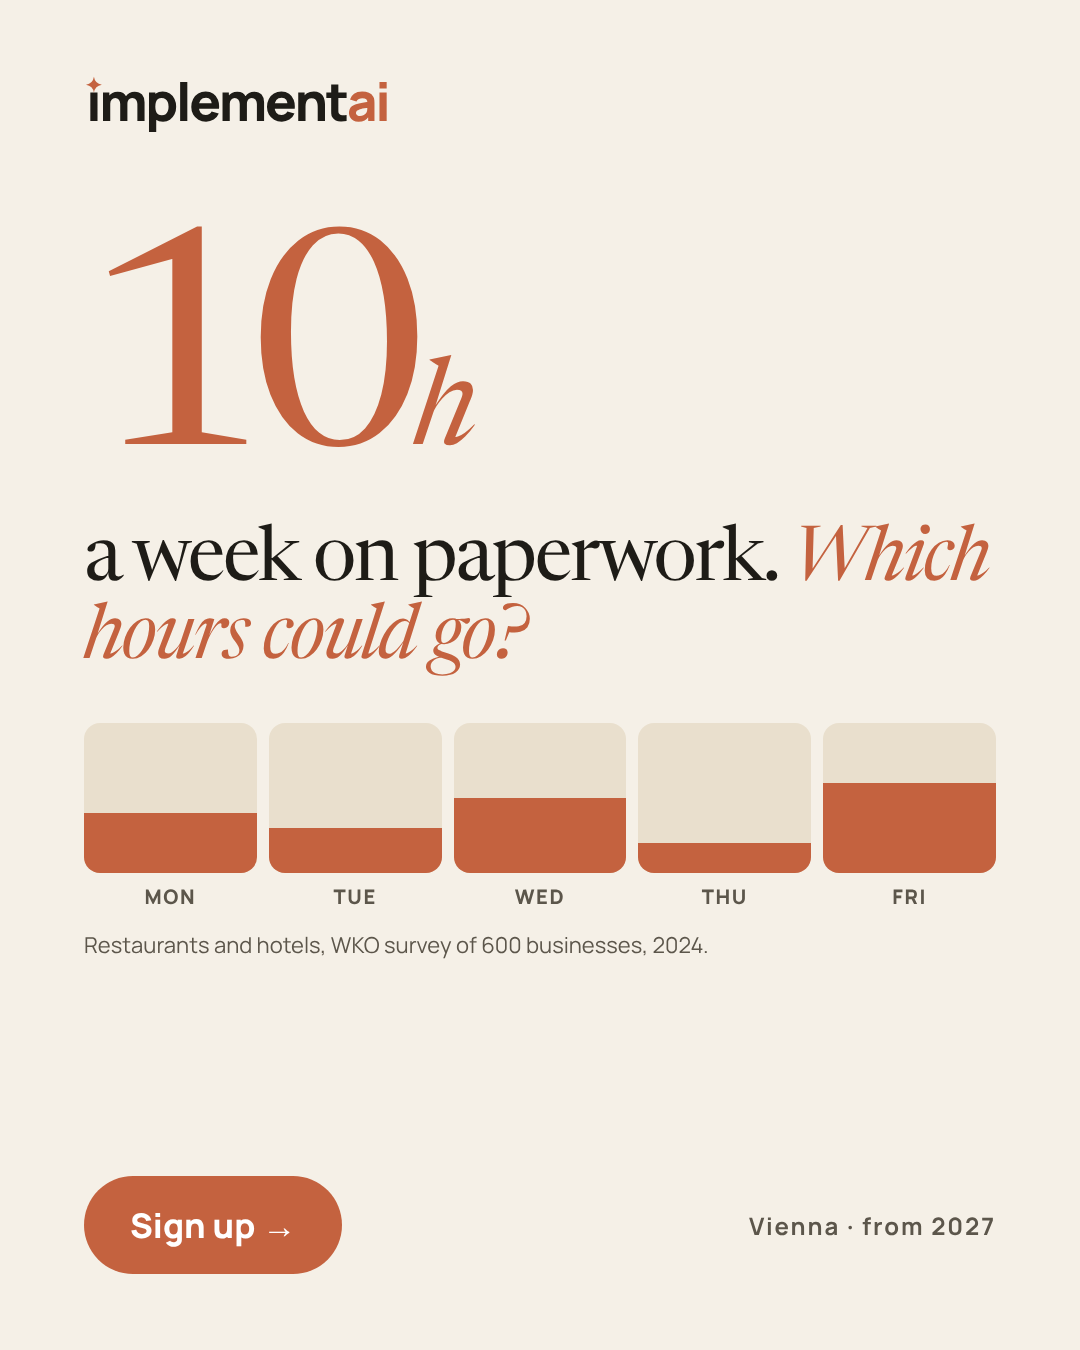 implementai
10h
a week on paperwork. Which
hours could go?
MON TUE WED THU FRI
Restaurants and hotels, WKO survey of 600 businesses, 2024.
Sign up → Vienna · from 2027